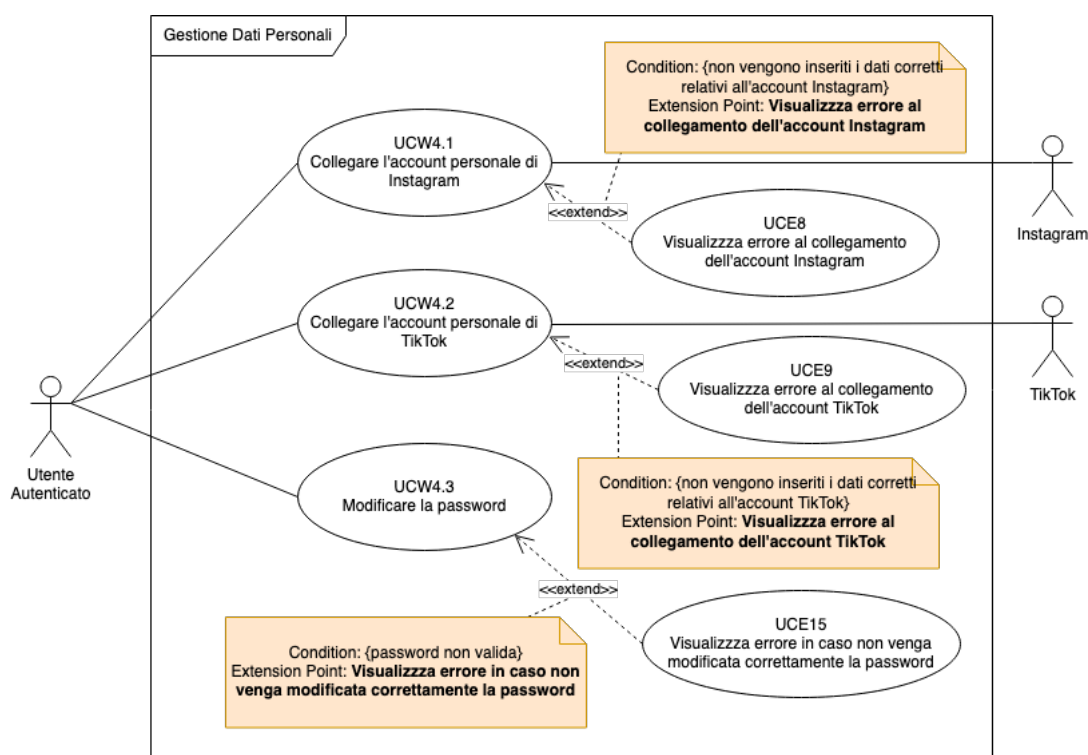 Gestione Dati Personali
Condition: {non vengono inseriti i dati corretti
relativi all'account Instagram}
Extension Point: Visualizzza errore al
collegamento dell'account Instagram
UCW4.1
Collegare l'account personale di
Instagram
<<extend>>
UCE8
Visualizzza errore al collegamento
dell'account Instagram
Instagram
UCW4.2
Collegare l'account personale di
TikTok
<<extend>>
UCE9
Visualizzza errore al collegamento
dell'account TikTok
TikTok
Utente
Autenticato
UCW4.3
Modificare la password
Condition: {non vengono inseriti i dati corretti
relativi all'account TikTok}
Extension Point: Visualizzza errore al
collegamento dell'account TikTok
<<extend>>
UCE15
Visualizzza errore in caso non venga
modificata correttamente la password
Condition: {password non valida}
Extension Point: Visualizzza errore in caso non
venga modificata correttamente la password